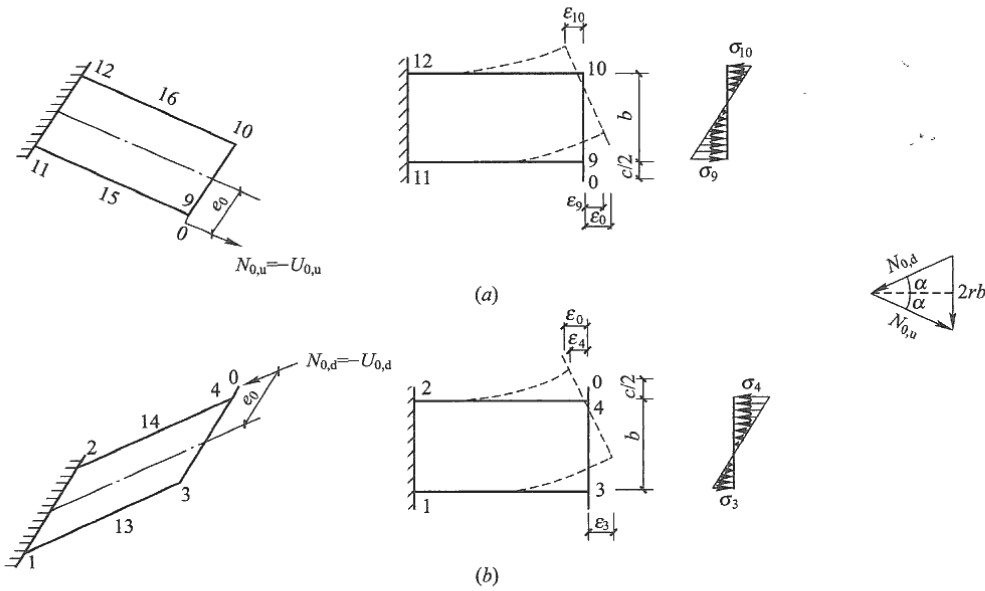 12
16
10
11
15
9
0
e₀
N₀,ᵤ=−U₀,ᵤ
ε₁₀
12
10
b
9
c/2
11
0
ε₉
ε₀
σ₁₀
σ₉
(a)
N₀,d
α
α
2rb
N₀,ᵤ
N₀,d=−U₀,d
0
4
e₀
14
2
3
13
1
ε₀
ε₄
2
0
c/2
4
b
3
1
ε₃
σ₄
σ₃
(b)